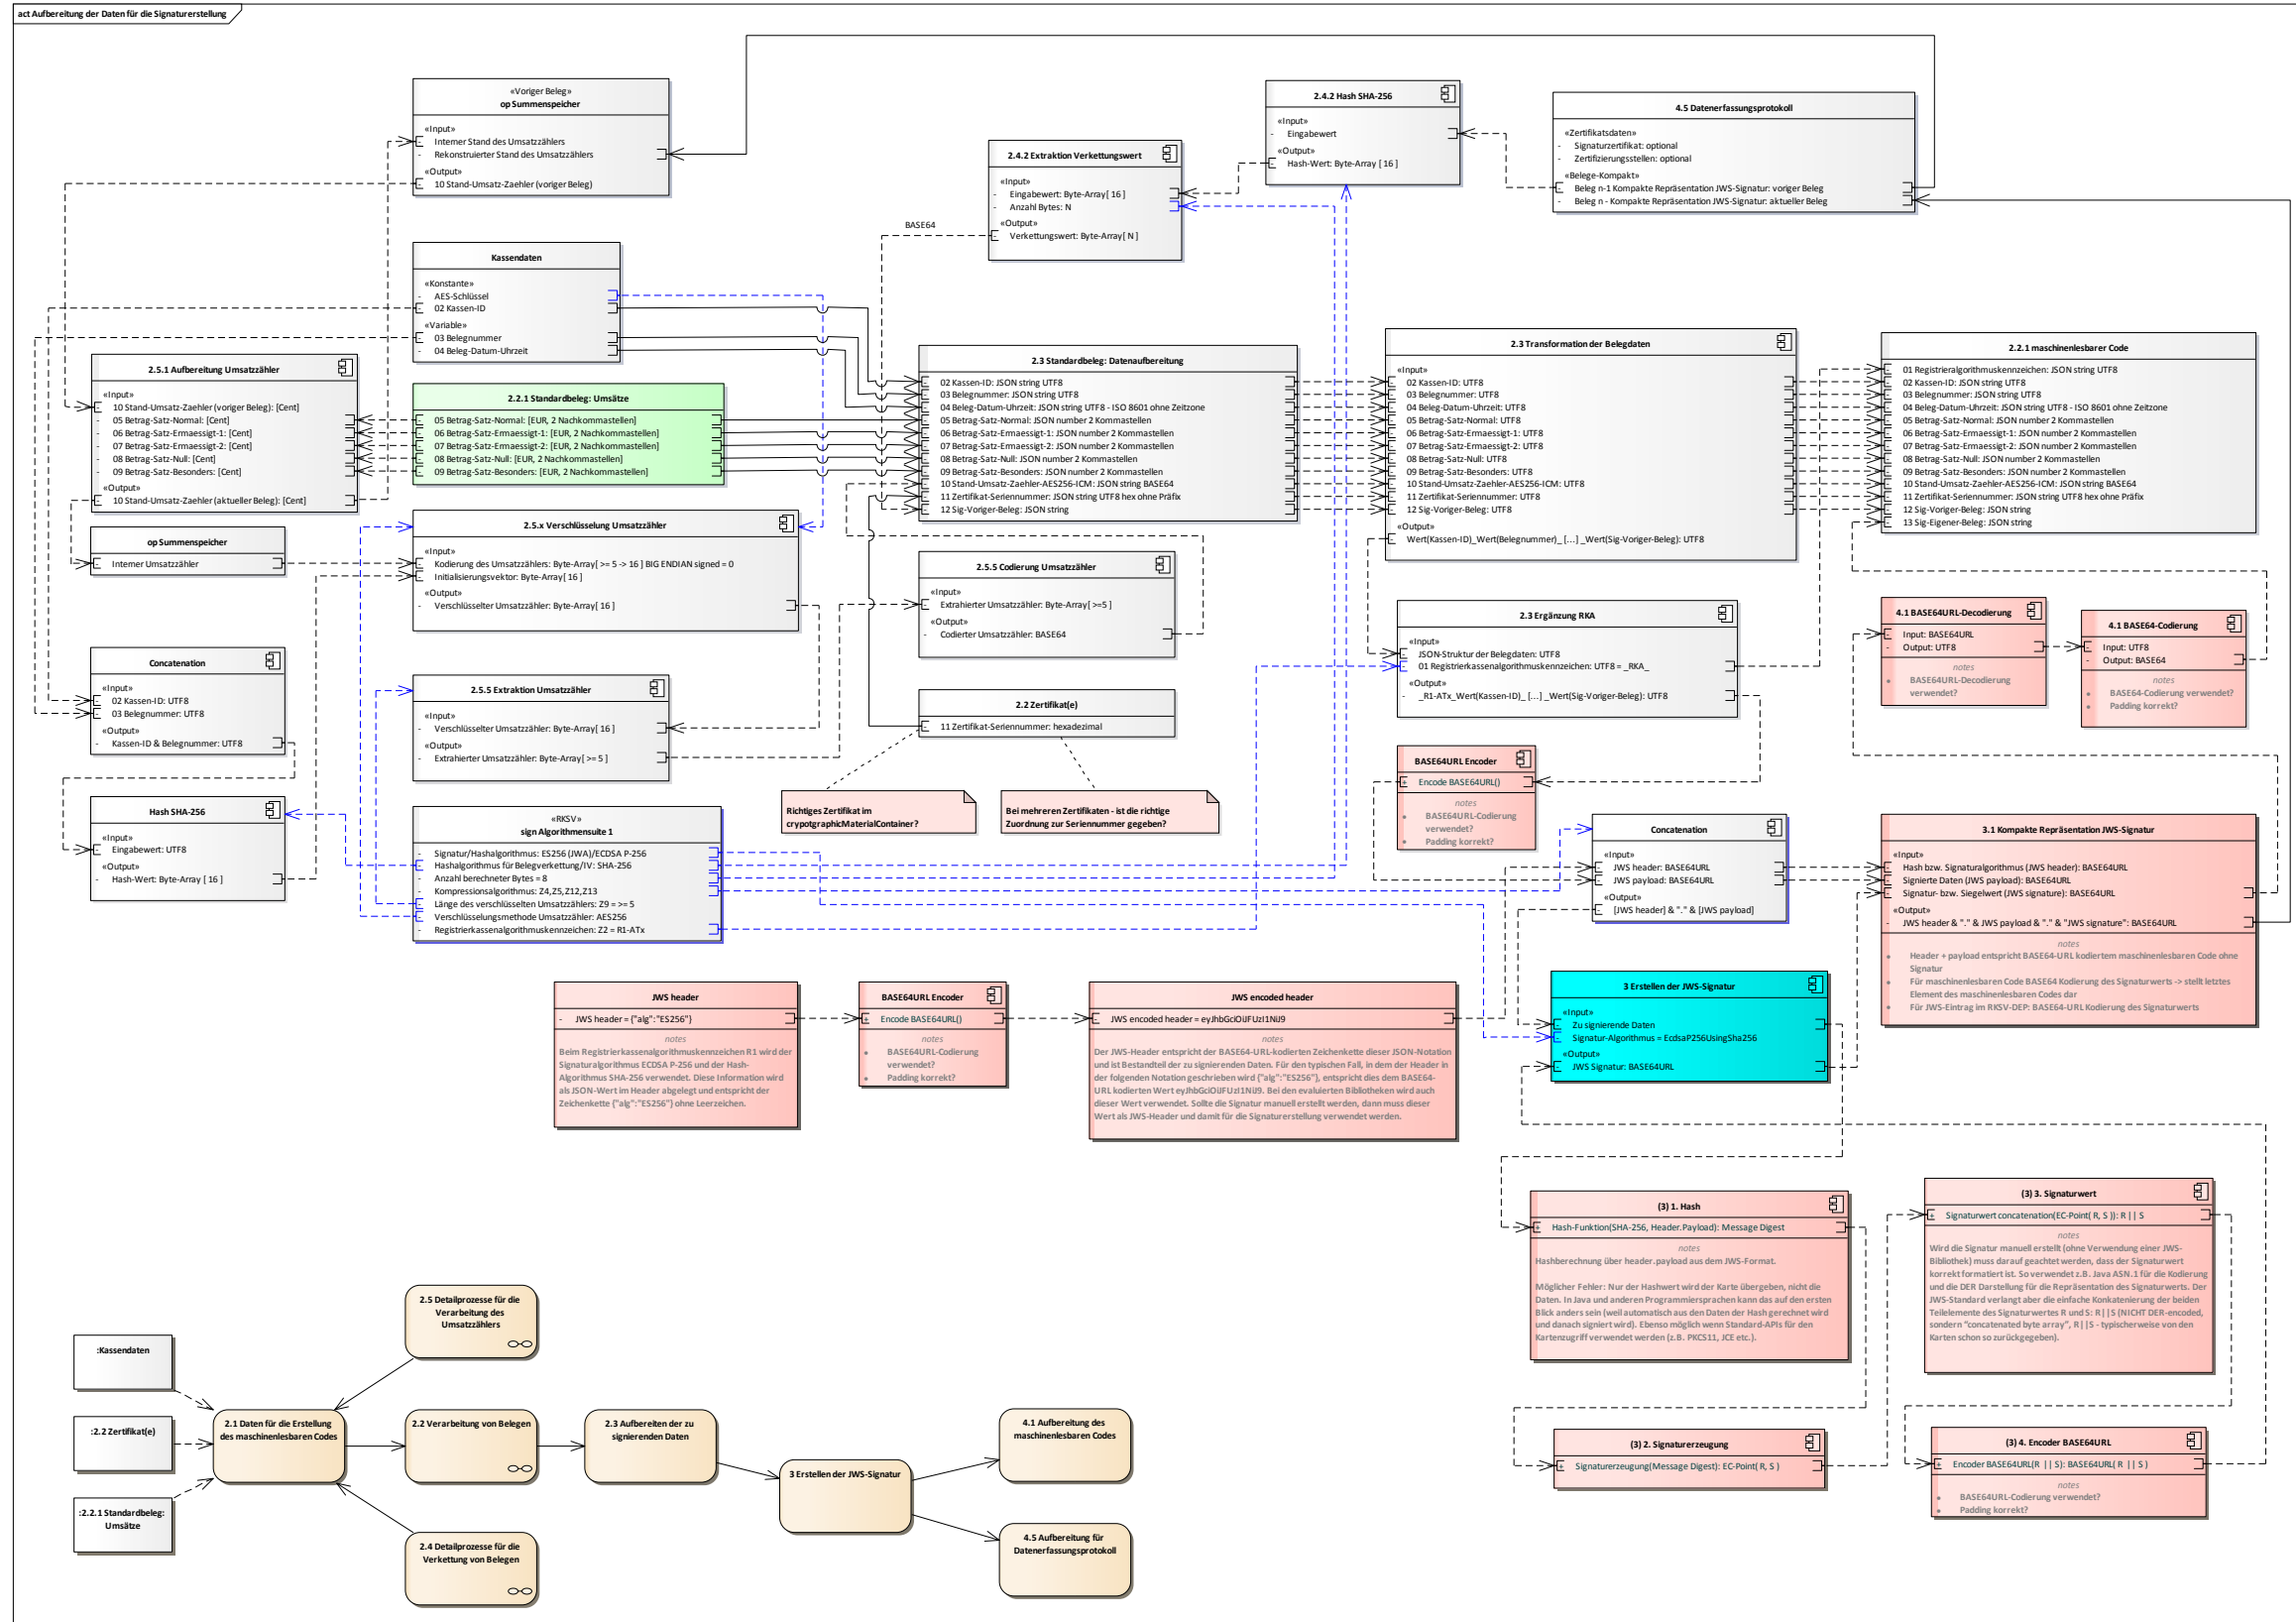 act Aufbereitung der Daten für die Signaturerstellung
«Voriger Beleg»
op Summenspeicher
«Input»
- Interner Stand des Umsatzzählers
- Rekonstruierter Stand des Umsatzzählers
«Output»
- 10 Stand-Umsatz-Zaehler (voriger Beleg)
2.4.2 Hash SHA-256
«Input»
- Eingabewert
«Output»
- Hash-Wert: Byte-Array [ 16 ]
4.5 Datenerfassungsprotokoll
«Zertifikatsdaten»
- Signaturzertifikat: optional
- Zertifizierungsstellen: optional
«Belege-Kompakt»
- Beleg n-1 Kompakte Repräsentation JWS-Signatur: voriger Beleg
- Beleg n - Kompakte Repräsentation JWS-Signatur: aktueller Beleg
2.4.2 Extraktion Verkettungswert
«Input»
- Eingabewert: Byte-Array[ 16 ]
- Anzahl Bytes: N
«Output»
- Verkettungswert: Byte-Array[ N ]
BASE64
Kassendaten
«Konstante»
- AES-Schlüssel
- 02 Kassen-ID
«Variable»
- 03 Belegnummer
- 04 Beleg-Datum-Uhrzeit
2.5.1 Aufbereitung Umsatzzähler
«Input»
- 10 Stand-Umsatz-Zaehler (voriger Beleg): [Cent]
- 05 Betrag-Satz-Normal: [Cent]
- 06 Betrag-Satz-Ermaessigt-1: [Cent]
- 07 Betrag-Satz-Ermaessigt-2: [Cent]
- 08 Betrag-Satz-Null: [Cent]
- 09 Betrag-Satz-Besonders: [Cent]
«Output»
- 10 Stand-Umsatz-Zaehler (aktueller Beleg): [Cent]
2.2.1 Standardbeleg: Umsätze
- 05 Betrag-Satz-Normal: [EUR, 2 Nachkommastellen]
- 06 Betrag-Satz-Ermaessigt-1: [EUR, 2 Nachkommastellen]
- 07 Betrag-Satz-Ermaessigt-2: [EUR, 2 Nachkommastellen]
- 08 Betrag-Satz-Null: [EUR, 2 Nachkommastellen]
- 09 Betrag-Satz-Besonders: [EUR, 2 Nachkommastellen]
2.3 Standardbeleg: Datenaufbereitung
- 02 Kassen-ID: JSON string UTF8
- 03 Belegnummer: JSON string UTF8
- 04 Beleg-Datum-Uhrzeit: JSON string UTF8 - ISO 8601 ohne Zeitzone
- 05 Betrag-Satz-Normal: JSON number 2 Kommastellen
- 06 Betrag-Satz-Ermaessigt-1: JSON number 2 Kommastellen
- 07 Betrag-Satz-Ermaessigt-2: JSON number 2 Kommastellen
- 08 Betrag-Satz-Null: JSON number 2 Kommastellen
- 09 Betrag-Satz-Besonders: JSON number 2 Kommastellen
- 10 Stand-Umsatz-Zaehler-AES256-ICM: JSON string BASE64
- 11 Zertifikat-Seriennummer: JSON string UTF8 hex ohne Präfix
- 12 Sig-Voriger-Beleg: JSON string
2.3 Transformation der Belegdaten
«Input»
- 02 Kassen-ID: UTF8
- 03 Belegnummer: UTF8
- 04 Beleg-Datum-Uhrzeit: UTF8
- 05 Betrag-Satz-Normal: UTF8
- 06 Betrag-Satz-Ermaessigt-1: UTF8
- 07 Betrag-Satz-Ermaessigt-2: UTF8
- 08 Betrag-Satz-Null: UTF8
- 09 Betrag-Satz-Besonders: UTF8
- 10 Stand-Umsatz-Zaehler-AES256-ICM: UTF8
- 11 Zertifikat-Seriennummer: UTF8
- 12 Sig-Voriger-Beleg: UTF8
«Output»
- Wert(Kassen-ID)_Wert(Belegnummer)_ [...] _Wert(Sig-Voriger-Beleg): UTF8
2.2.1 maschinenlesbarer Code
- 01 Registrieralgorithmuskennzeichen: JSON string UTF8
- 02 Kassen-ID: JSON string UTF8
- 03 Belegnummer: JSON string UTF8
- 04 Beleg-Datum-Uhrzeit: JSON string UTF8 - ISO 8601 ohne Zeitzone
- 05 Betrag-Satz-Normal: JSON number 2 Kommastellen
- 06 Betrag-Satz-Ermaessigt-1: JSON number 2 Kommastellen
- 07 Betrag-Satz-Ermaessigt-2: JSON number 2 Kommastellen
- 08 Betrag-Satz-Null: JSON number 2 Kommastellen
- 09 Betrag-Satz-Besonders: JSON number 2 Kommastellen
- 10 Stand-Umsatz-Zaehler-AES256-ICM: JSON string BASE64
- 11 Zertifikat-Seriennummer: JSON string UTF8 hex ohne Präfix
- 12 Sig-Voriger-Beleg: JSON string
- 13 Sig-Eigener-Beleg: JSON string
op Summenspeicher
- Interner Umsatzzähler
2.5.x Verschlüsselung Umsatzzähler
«Input»
- Kodierung des Umsatzzählers: Byte-Array[ >= 5 -> 16 ] BIG ENDIAN signed = 0
- Initialisierungsvektor: Byte-Array[ 16 ]
«Output»
- Verschlüsselter Umsatzzähler: Byte-Array[ 16 ]
2.5.5 Codierung Umsatzzähler
«Input»
- Extrahierter Umsatzzähler: Byte-Array[ >=5 ]
«Output»
- Codierter Umsatzzähler: BASE64
2.3 Ergänzung RKA
«Input»
- JSON-Struktur der Belegdaten: UTF8
- 01 Registrierkassenalgorithmuskennzeichen: UTF8 = _RKA_
«Output»
- _R1-ATx_Wert(Kassen-ID)_ [...] _Wert(Sig-Voriger-Beleg): UTF8
4.1 BASE64URL-Decodierung
- Input: BASE64URL
- Output: UTF8
notes
• BASE64URL-Decodierung
verwendet?
4.1 BASE64-Codierung
- Input: UTF8
- Output: BASE64
notes
• BASE64-Codierung verwendet?
• Padding korrekt?
Concatenation
«Input»
- 02 Kassen-ID: UTF8
- 03 Belegnummer: UTF8
«Output»
- Kassen-ID & Belegnummer: UTF8
2.5.5 Extraktion Umsatzzähler
«Input»
- Verschlüsselter Umsatzzähler: Byte-Array[ 16 ]
«Output»
- Extrahierter Umsatzzähler: Byte-Array[ >= 5 ]
2.2 Zertifikat(e)
- 11 Zertifikat-Seriennummer: hexadezimal
Richtiges Zertifikat im
crypotgraphicMaterialContainer?
Bei mehreren Zertifikaten - ist die richtige
Zuordnung zur Seriennummer gegeben?
BASE64URL Encoder
+ Encode BASE64URL()
notes
• BASE64URL-Codierung
verwendet?
• Padding korrekt?
Hash SHA-256
«Input»
- Eingabewert: UTF8
«Output»
- Hash-Wert: Byte-Array [ 16 ]
«RKSV»
sign Algorithmensuite 1
- Signatur/Hashalgorithmus: ES256 (JWA)/ECDSA P-256
- Hashalgorithmus für Belegverkettung/IV: SHA-256
- Anzahl berechneter Bytes = 8
- Kompressionsalgorithmus: Z4,Z5,Z12,Z13
- Länge des verschlüsselten Umsatzzählers: Z9 = >= 5
- Verschlüsselungsmethode Umsatzzähler: AES256
- Registrierkassenalgorithmuskennzeichen: Z2 = R1-ATx
Concatenation
«Input»
- JWS header: BASE64URL
- JWS payload: BASE64URL
«Output»
- [JWS header] & "." & [JWS payload]
3.1 Kompakte Repräsentation JWS-Signatur
«Input»
- Hash bzw. Signaturalgorithmus (JWS header): BASE64URL
- Signierte Daten (JWS payload): BASE64URL
- Signatur- bzw. Siegelwert (JWS signature): BASE64URL
«Output»
- JWS header & "." & JWS payload & "." & "JWS signature": BASE64URL
notes
• Header + payload entspricht BASE64-URL kodiertem maschinenlesbaren Code ohne
Signatur
• Für maschinenlesbaren Code BASE64 Kodierung des Signaturwerts -> stellt letztes
Element des maschinenlesbaren Codes dar
• Für JWS-Eintrag im RKSV-DEP: BASE64-URL Kodierung des Signaturwerts
JWS header
- JWS header = {"alg":"ES256"}
notes
Beim Registrierkassenalgorithmuskennzeichen R1 wird der
Signaturalgorithmus ECDSA P-256 und der Hash-
Algorithmus SHA-256 verwendet. Diese Information wird
als JSON-Wert im Header abgelegt und entspricht der
Zeichenkette {"alg":"ES256"} ohne Leerzeichen.
BASE64URL Encoder
+ Encode BASE64URL()
notes
• BASE64URL-Codierung
verwendet?
• Padding korrekt?
JWS encoded header
- JWS encoded header = eyJhbGciOiJFUzI1NiJ9
notes
Der JWS-Header entspricht der BASE64-URL-kodierten Zeichenkette dieser JSON-Notation
und ist Bestandteil der zu signierenden Daten. Für den typischen Fall, in dem der Header in
der folgenden Notation geschrieben wird {"alg":"ES256"}, entspricht dies dem BASE64-
URL kodierten Wert eyJhbGciOiJFUzI1NiJ9. Bei den evaluierten Bibliotheken wird auch
dieser Wert verwendet. Sollte die Signatur manuell erstellt werden, dann muss dieser
Wert als JWS-Header und damit für die Signaturerstellung verwendet werden.
3 Erstellen der JWS-Signatur
«Input»
- Zu signierende Daten
- Signatur-Algorithmus = EcdsaP256UsingSha256
«Output»
- JWS Signatur: BASE64URL
(3) 1. Hash
+ Hash-Funktion(SHA-256, Header.Payload): Message Digest
notes
Hashberechnung über header.payload aus dem JWS-Format.
Möglicher Fehler: Nur der Hashwert wird der Karte übergeben, nicht die
Daten. In Java und anderen Programmiersprachen kann das auf den ersten
Blick anders sein (weil automatisch aus den Daten der Hash gerechnet wird
und danach signiert wird). Ebenso möglich wenn Standard-APIs für den
Kartenzugriff verwendet werden (z.B. PKCS11, JCE etc.).
(3) 3. Signaturwert
+ Signaturwert concatenation(EC-Point( R, S )): R || S
notes
Wird die Signatur manuell erstellt (ohne Verwendung einer JWS-
Bibliothek) muss darauf geachtet werden, dass der Signaturwert
korrekt formatiert ist. So verwendet z.B. Java ASN.1 für die Kodierung
und die DER Darstellung für die Repräsentation des Signaturwerts. Der
JWS-Standard verlangt aber die einfache Konkatenierung der beiden
Teilelemente des Signaturwertes R und S: R||S (NICHT DER-encoded,
sondern "concatenated byte array", R||S - typischerweise von den
Karten schon so zurückgegeben).
(3) 2. Signaturerzeugung
+ Signaturerzeugung(Message Digest): EC-Point( R, S )
(3) 4. Encoder BASE64URL
+ Encoder BASE64URL(R || S): BASE64URL( R || S )
notes
• BASE64URL-Codierung verwendet?
• Padding korrekt?
2.5 Detailprozesse für die
Verarbeitung des
Umsatzzählers
:Kassendaten
:2.2 Zertifikat(e)
:2.2.1 Standardbeleg:
Umsätze
2.1 Daten für die Erstellung
des maschinenlesbaren Codes
2.2 Verarbeitung von Belegen
2.3 Aufbereiten der zu
signierenden Daten
3 Erstellen der JWS-Signatur
4.1 Aufbereitung des
maschinenlesbaren Codes
4.5 Aufbereitung für
Datenerfassungsprotokoll
2.4 Detailprozesse für die
Verkettung von Belegen